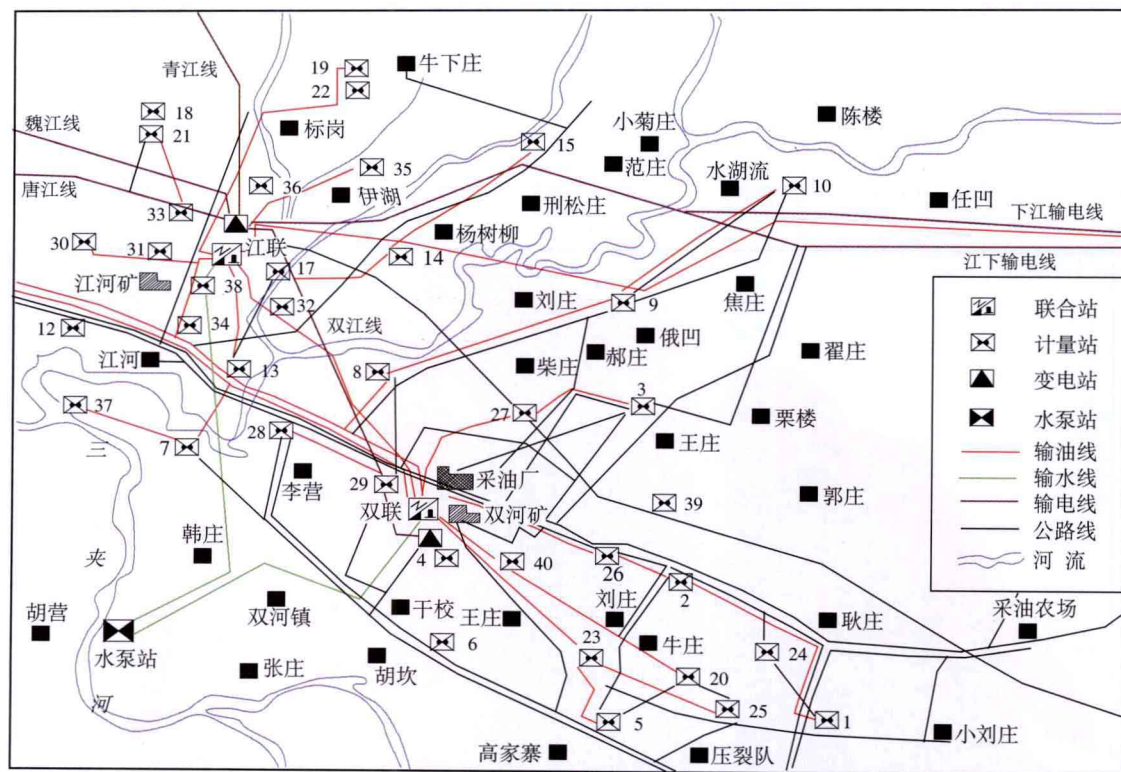 青江线
19
22
牛下庄
18
21
魏江线
标岗
15
小菊庄
陈楼
范庄
35
36
伊湖
水湖流
10
唐江线
33
刑松庄
任凹
30
31
江联
杨树柳
下江输电线
14
17
江河矿
38
江下输电线
32
刘庄
9
焦庄
12
34
双江线
俄凹
联合站
江河
13
8
柴庄
郝庄
翟庄
计量站
37
3
变电站
27
栗楼
水泵站
7
28
王庄
三
输油线
李营
29
采油厂
输水线
双联
双河矿
39
郭庄
输电线
韩庄
公路线
夹
4
40
26
河流
2
胡营
双河镇
干校
王庄
刘庄
耿庄
采油农场
水泵站
6
23
牛庄
24
张庄
胡坎
20
河
25
5
1
小刘庄
高家寨
压裂队